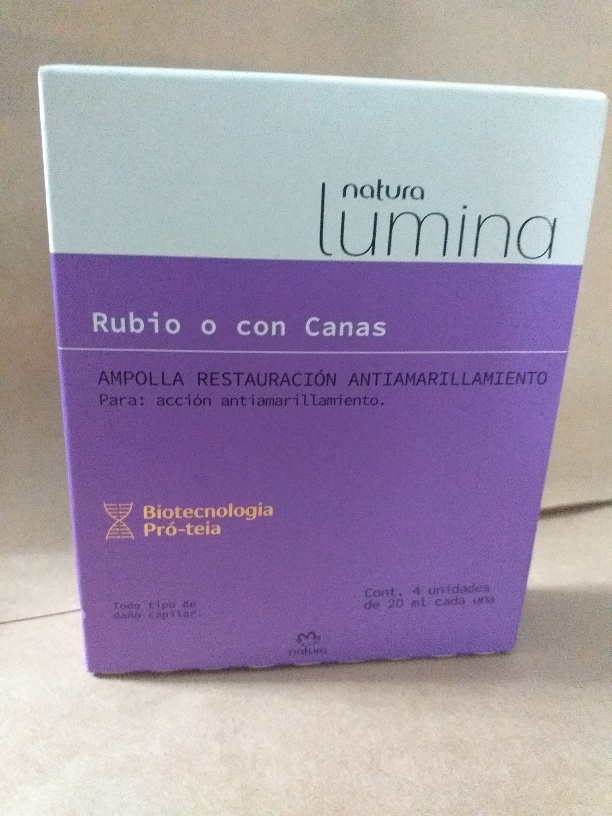 natura
lumina
Rubio o con Canas
AMPOLLA RESTAURACIÓN ANTIAMARILLAMIENTO
Para: acción antiamarillamiento.
Biotecnologia
Pró-teia
Todo tipo de
daño capilar.
Cont. 4 unidades
de 20 ml cada una
natura